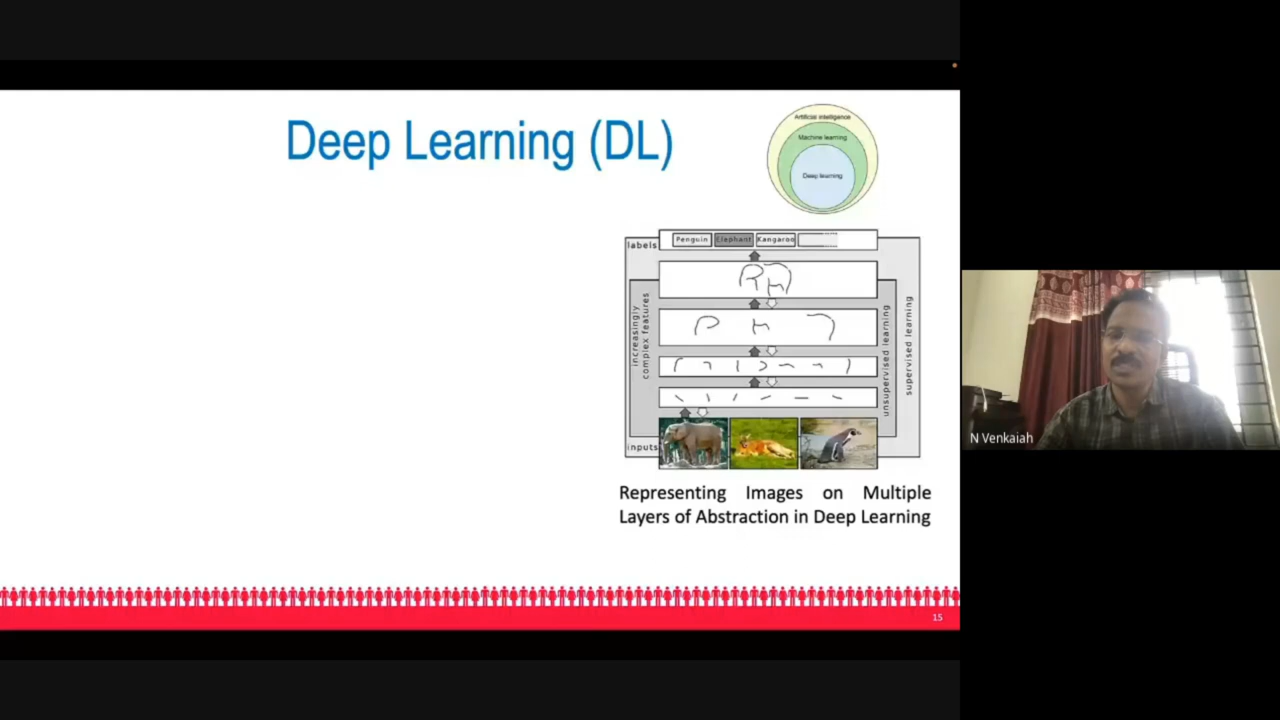 Deep Learning (DL)
Artificial intelligence
Machine learning
Deep learning
labels
Penguin
Elephant
Kangaroo
increasingly
complex features
unsupervised learning
supervised learning
inputs
Representing Images on Multiple
Layers of Abstraction in Deep Learning
15
N Venkaiah